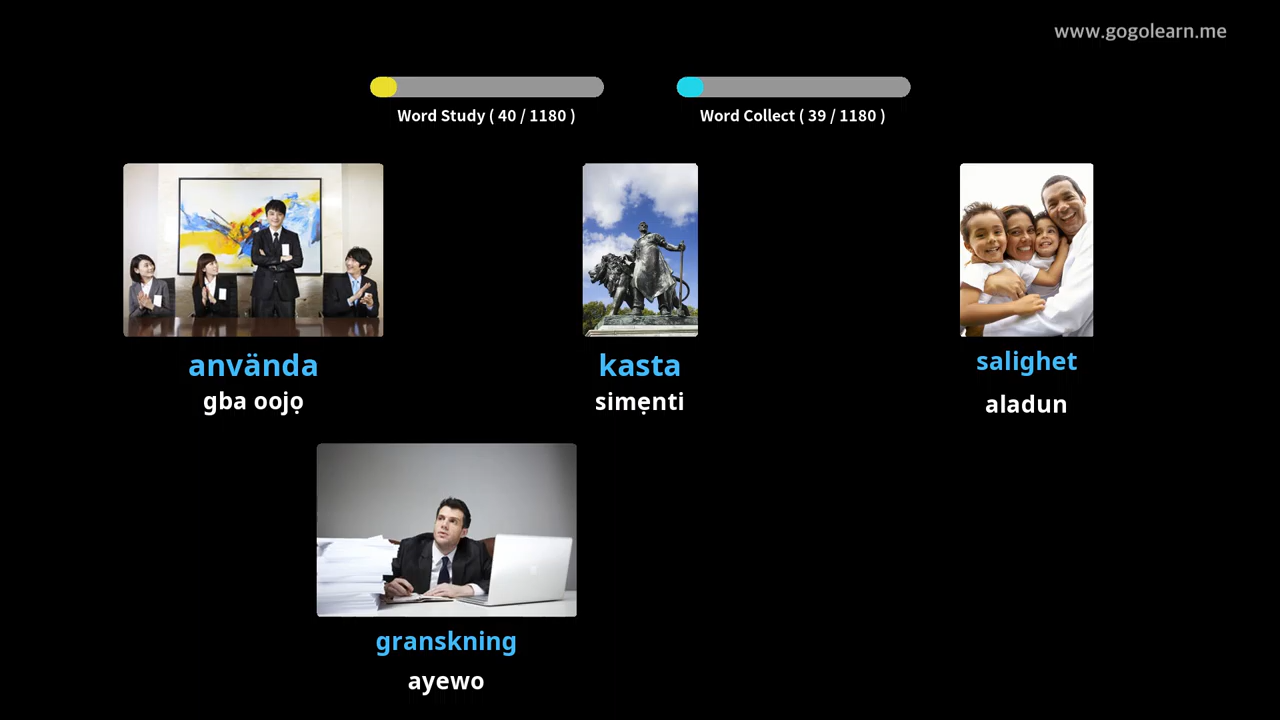 www.gogolearn.me
Word Study ( 40 / 1180 )
Word Collect ( 39 / 1180 )
använda
gba oojọ
kasta
simẹnti
salighet
aladun
granskning
ayewo